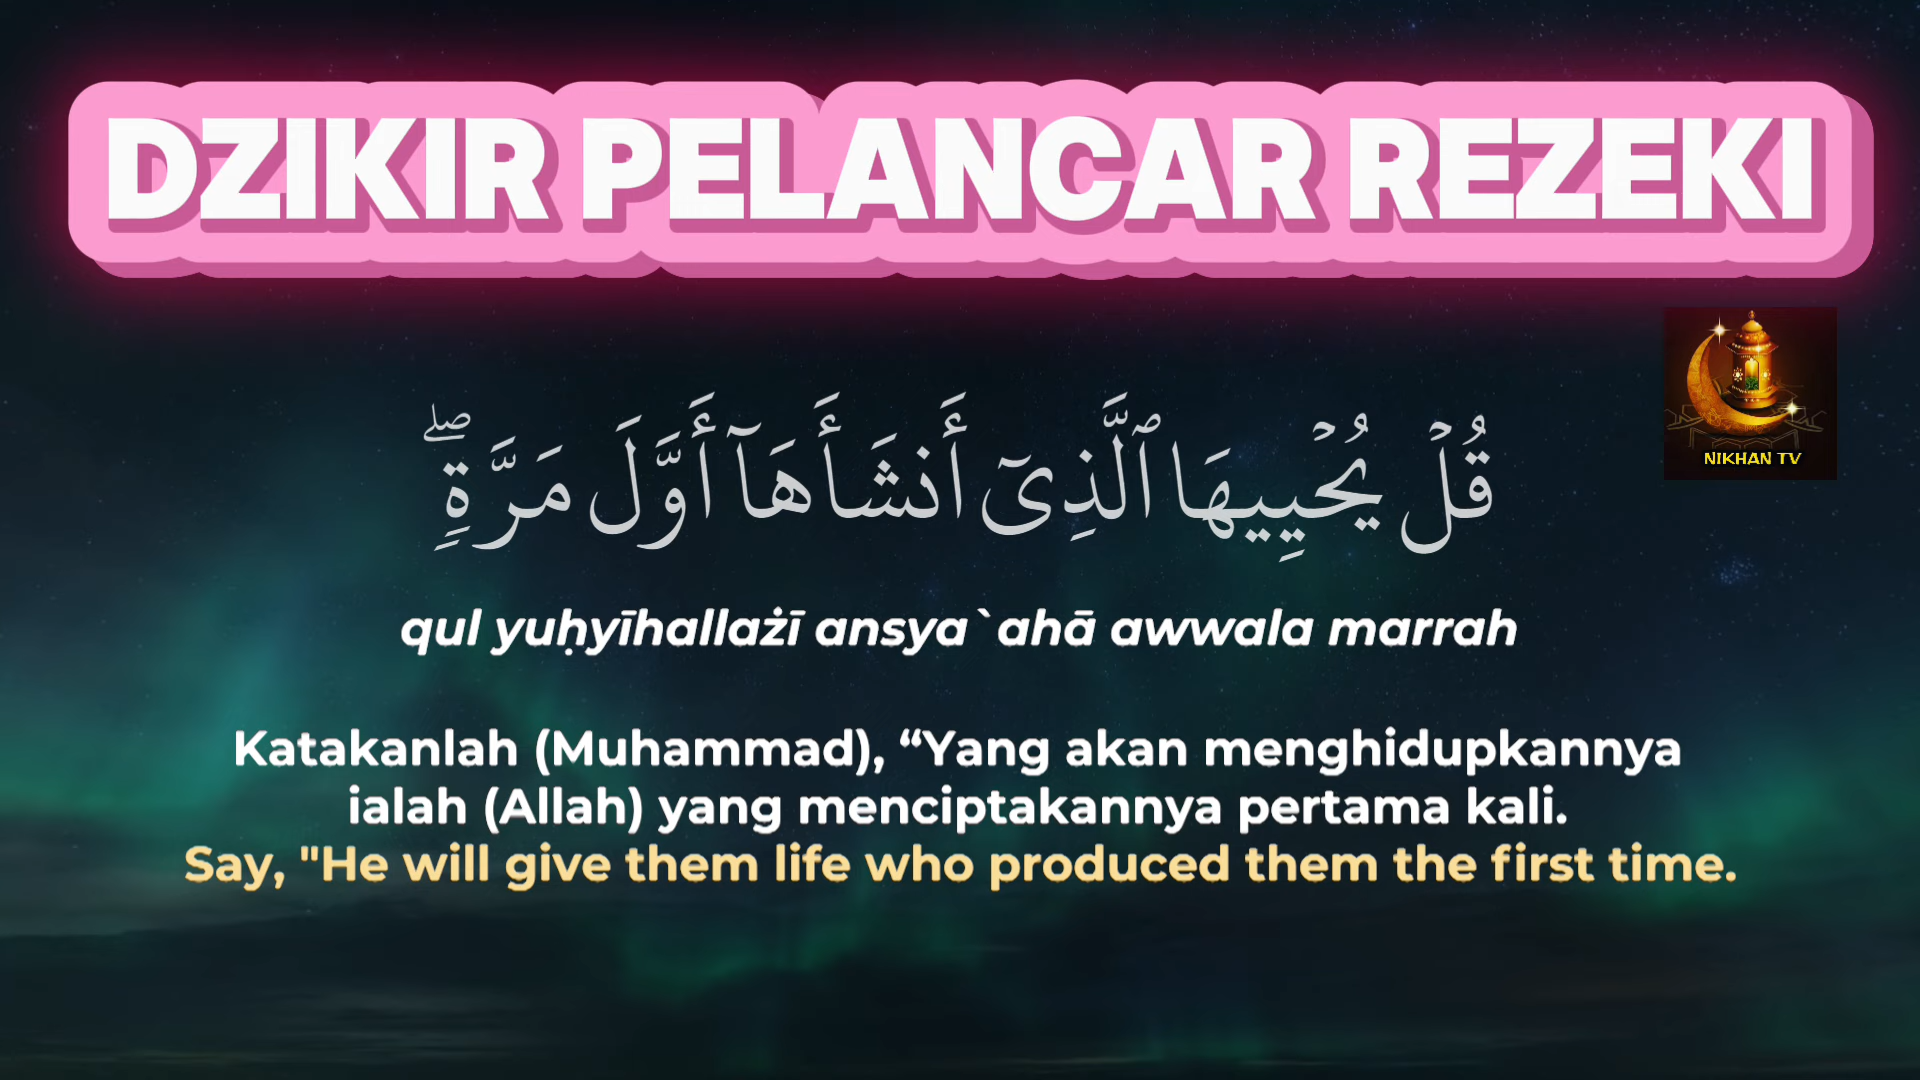 DZIKIR PELANCAR REZEKI
NIKHAN TV
قُلْ يُحْيِيهَا ٱلَّذِىٓ أَنشَأَهَآ أَوَّلَ مَرَّةٍۢ ۖ
qul yuḥyīhallażī ansya`ahā awwala marrah
Katakanlah (Muhammad), “Yang akan menghidupkannya
ialah (Allah) yang menciptakannya pertama kali.
Say, "He will give them life who produced them the first time.